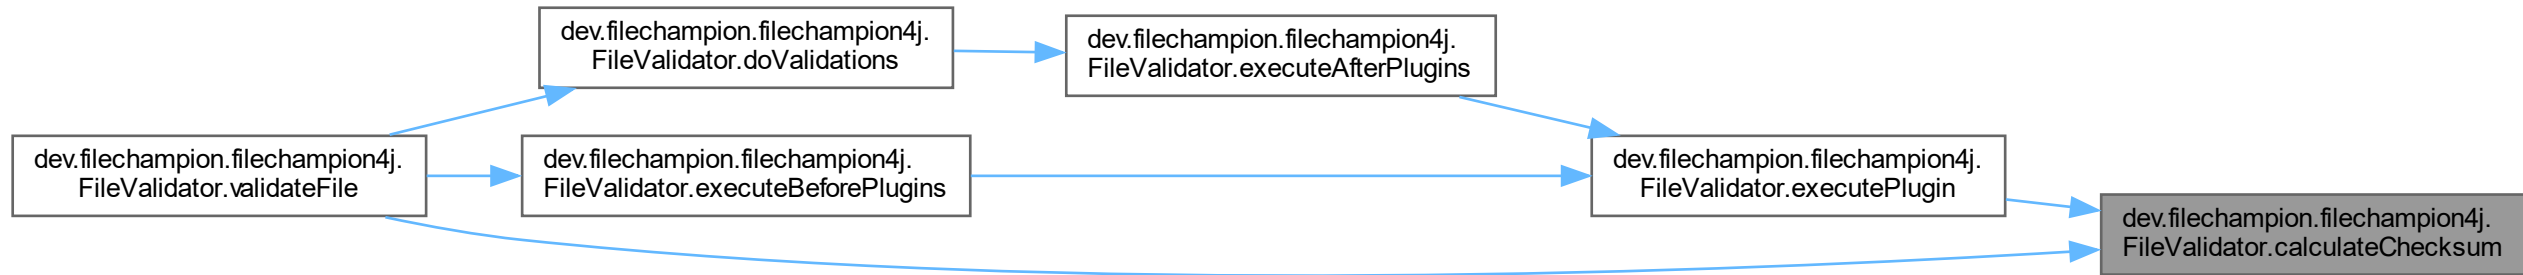 dev.filechampion.filechampion4j.
FileValidator.doValidations
dev.filechampion.filechampion4j.
FileValidator.executeAfterPlugins
dev.filechampion.filechampion4j.
FileValidator.validateFile
dev.filechampion.filechampion4j.
FileValidator.executeBeforePlugins
dev.filechampion.filechampion4j.
FileValidator.executePlugin
dev.filechampion.filechampion4j.
FileValidator.calculateChecksum